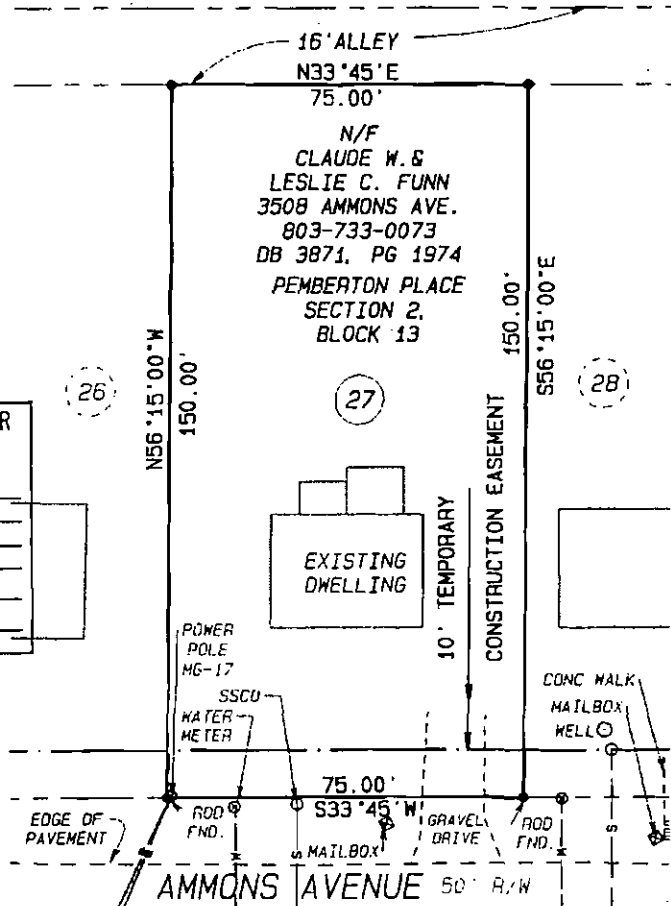 16'ALLEY
N33°45'E
75.00'
N/F
CLAUDE W.&
LESLIE C. FUNN
3508 AMMONS AVE.
803-733-0073
DB 3871, PG 1974
PEMBERTON PLACE
SECTION 2,
BLOCK 13
N56°15'00"W
150.00'
150.00'
S56°15'00"E
26
27
28
R
EXISTING
DWELLING
10' TEMPORARY
CONSTRUCTION EASEMENT
POWER
POLE
MG-17
SSCO
WATER
METER
CONC WALK
MAILBOX
WELL
75.00'
S33°45'W
EDGE OF
PAVEMENT
ROD
FND.
MAILBOX
GRAVEL
DRIVE
ROD
FND.
W
S
W
S
AMMONS AVENUE 50' R/W